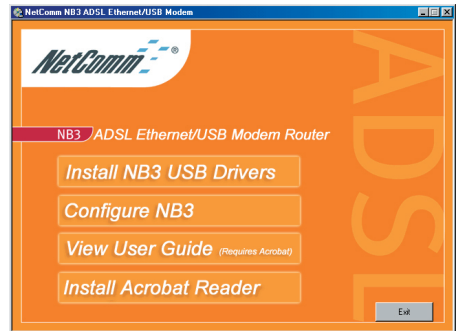 NetComm NB3 ADSL Ethernet/USB Modem
NetComm®
ADSL
NB3 ADSL Ethernet/USB Modem Router
Install NB3 USB Drivers
Configure NB3
View User Guide (Requires Acrobat)
Install Acrobat Reader
Exit